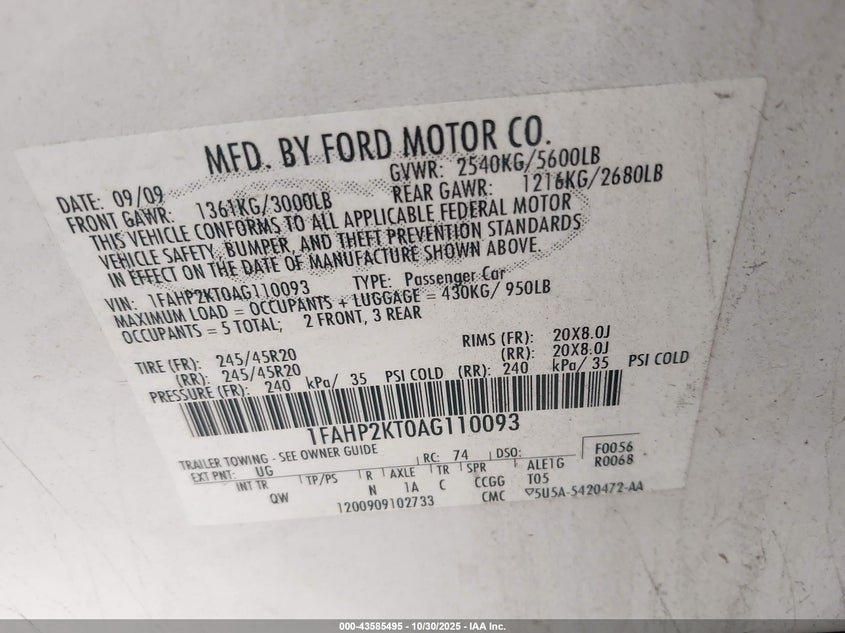 MFD. BY FORD MOTOR CO.
DATE: 09/09 GVWR: 2540KG/5600LB
FRONT GAWR: 1361KG/3000LB REAR GAWR: 1216KG/2680LB
THIS VEHICLE CONFORMS TO ALL APPLICABLE FEDERAL MOTOR
VEHICLE SAFETY, BUMPER, AND THEFT PREVENTION STANDARDS
IN EFFECT ON THE DATE OF MANUFACTURE SHOWN ABOVE.
VIN: 1FAHP2KT0AG110093 TYPE: Passenger Car
MAXIMUM LOAD = OCCUPANTS + LUGGAGE = 430KG/ 950LB
OCCUPANTS = 5 TOTAL; 2 FRONT, 3 REAR
TIRE (FR): 245/45R20 RIMS (FR): 20X8.0J
(RR): 245/45R20 (RR): 20X8.0J
PRESSURE (FR): 240 kPa/ 35 PSI COLD (RR): 240 kPa/ 35 PSI COLD
1FAHP2KT0AG110093
TRAILER TOWING - SEE OWNER GUIDE
EXT PNT: UG RC: 74 DSO: F0056
INT TR TP/PS R AXLE TR SPR ALE1G R0068
QW N 1A C CCGG T05
1200909102733 CMC ▽5U5A-5420472-AA
000-43585495 - 10/30/2025 - IAA Inc.